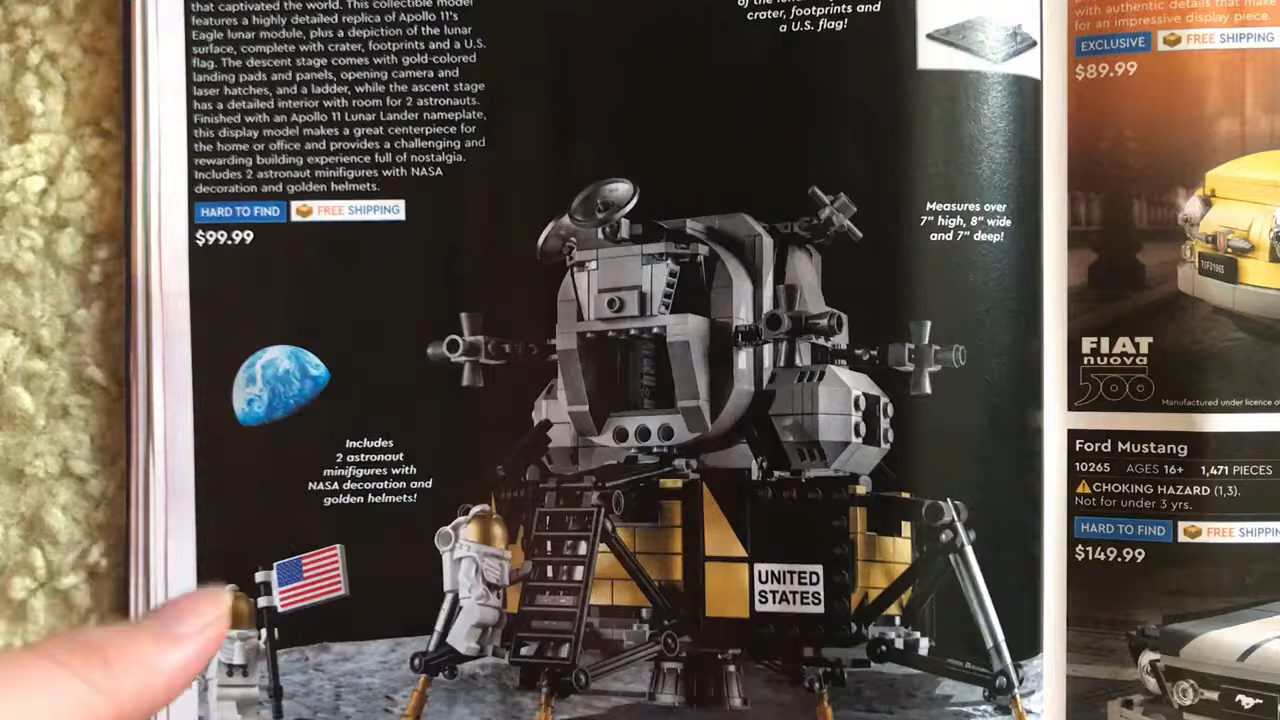 that captivated the world. This collectible model
features a highly detailed replica of Apollo 11's
Eagle lunar module, plus a depiction of the lunar
surface, complete with crater, footprints and a U.S.
flag. The descent stage comes with gold-colored
landing pads and panels, opening camera and
laser hatches, and a ladder, while the ascent stage
has a detailed interior with room for 2 astronauts.
Finished with an Apollo 11 Lunar Lander nameplate,
this display model makes a great centerpiece for
the home or office and provides a challenging and
rewarding building experience full of nostalgia.
Includes 2 astronaut minifigures with NASA
decoration and golden helmets.
HARD TO FIND FREE SHIPPING
$99.99
crater, footprints and
a U.S. flag!
Measures over
7" high, 8" wide
and 7" deep!
Includes
2 astronaut
minifigures with
NASA decoration and
golden helmets!
UNITED
STATES
with authentic details that make
for an impressive display piece.
EXCLUSIVE FREE SHIPPING
$89.99
FIAT
nuova
500
Manufactured under licence
Ford Mustang
10265 AGES 16+ 1,471 PIECES
CHOKING HAZARD (1,3).
Not for under 3 yrs.
HARD TO FIND FREE
$149.99